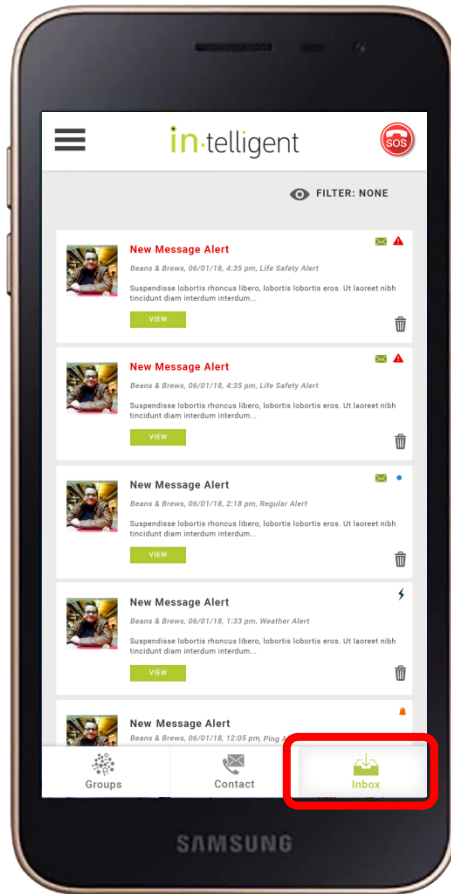 in·telligent
SOS
FILTER: NONE
New Message Alert
Beans & Brews, 06/01/18, 4:35 pm, Life Safety Alert
Suspendisse lobortis rhoncus libero, lobortis lobortis eros. Ut laoreet nibh
tincidunt diam interdum interdum...
VIEW
New Message Alert
Beans & Brews, 06/01/18, 4:35 pm, Life Safety Alert
Suspendisse lobortis rhoncus libero, lobortis lobortis eros. Ut laoreet nibh
tincidunt diam interdum interdum...
VIEW
New Message Alert
Beans & Brews, 06/01/18, 2:18 pm, Regular Alert
Suspendisse lobortis rhoncus libero, lobortis lobortis eros. Ut laoreet nibh
tincidunt diam interdum interdum...
VIEW
New Message Alert
Beans & Brews, 06/01/18, 1:33 pm, Weather Alert
Suspendisse lobortis rhoncus libero, lobortis lobortis eros. Ut laoreet nibh
tincidunt diam interdum interdum...
VIEW
New Message Alert
Beans & Brews, 06/01/18, 12:05 pm, Ping A
Groups
Contact
Inbox
SAMSUNG